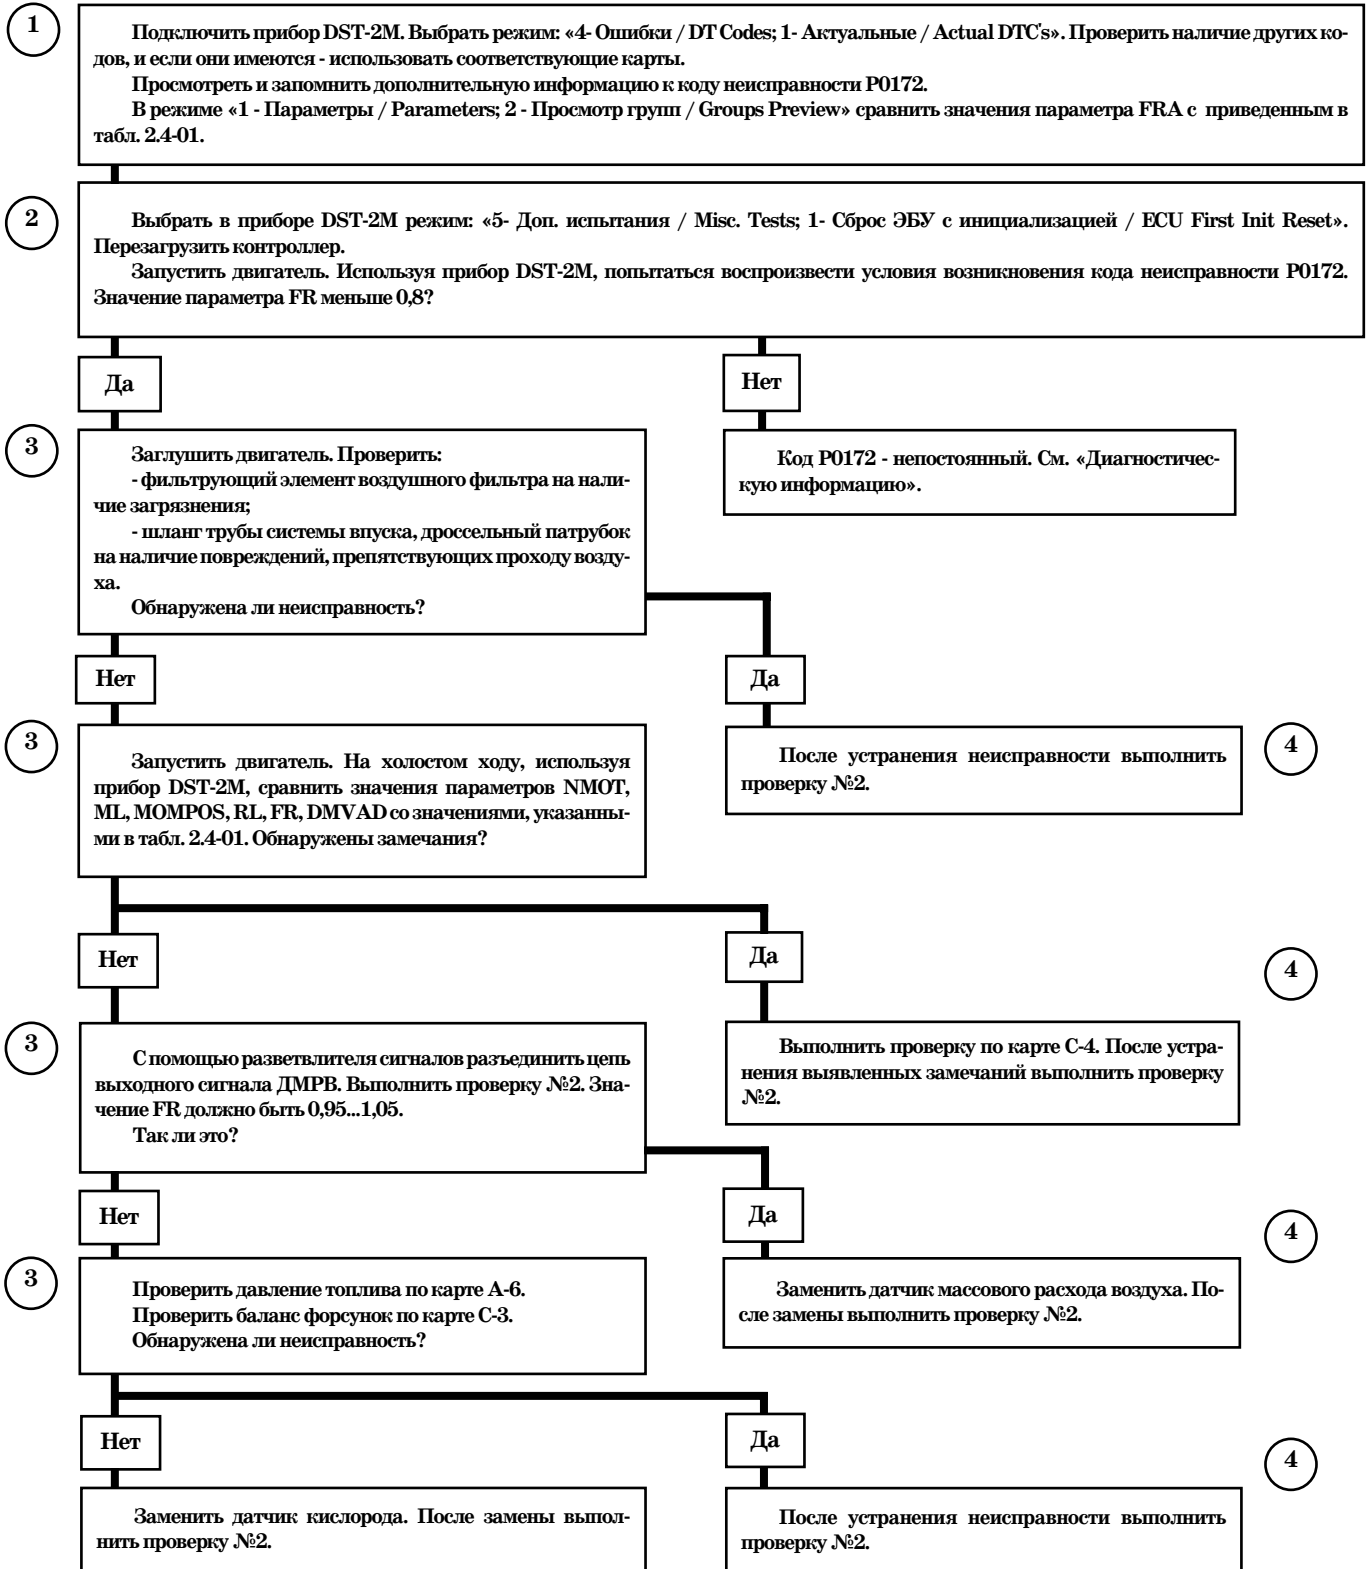 1
Подключить прибор DST-2M. Выбрать режим: «4- Ошибки / DT Codes; 1- Актуальные / Actual DTC's». Проверить наличие других ко-
дов, и если они имеются - использовать соответствующие карты.
Просмотреть и запомнить дополнительную информацию к коду неисправности P0172.
В режиме «1 - Параметры / Parameters; 2 - Просмотр групп / Groups Preview» сравнить значения параметра FRA с приведенным в
табл. 2.4-01.
2
Выбрать в приборе DST-2M режим: «5- Доп. испытания / Misc. Tests; 1- Сброс ЭБУ с инициализацией / ECU First Init Reset».
Перезагрузить контроллер.
Запустить двигатель. Используя прибор DST-2M, попытаться воспроизвести условия возникновения кода неисправности P0172.
Значение параметра FR меньше 0,8?
Да
Нет
3
Заглушить двигатель. Проверить:
- фильтрующий элемент воздушного фильтра на нали-
чие загрязнения;
- шланг трубы системы впуска, дроссельный патрубок
на наличие повреждений, препятствующих проходу возду-
ха.
Обнаружена ли неисправность?
Код P0172 - непостоянный. См. «Диагностичес-
кую информацию».
Нет
Да
3
Запустить двигатель. На холостом ходу, используя
прибор DST-2M, сравнить значения параметров NMOT,
ML, MOMPOS, RL, FR, DMVAD со значениями, указанны-
ми в табл. 2.4-01. Обнаружены замечания?
После устранения неисправности выполнить
проверку №2.
4
Нет
Да
4
3
С помощью разветвлителя сигналов разъединить цепь
выходного сигнала ДМРВ. Выполнить проверку №2. Зна-
чение FR должно быть 0,95...1,05.
Так ли это?
Выполнить проверку по карте C-4. После устра-
нения выявленных замечаний выполнить проверку
№2.
Нет
Да
4
3
Проверить давление топлива по карте A-6.
Проверить баланс форсунок по карте C-3.
Обнаружена ли неисправность?
Заменить датчик массового расхода воздуха. По-
сле замены выполнить проверку №2.
Нет
Да
4
Заменить датчик кислорода. После замены выпол-
нить проверку №2.
После устранения неисправности выполнить
проверку №2.